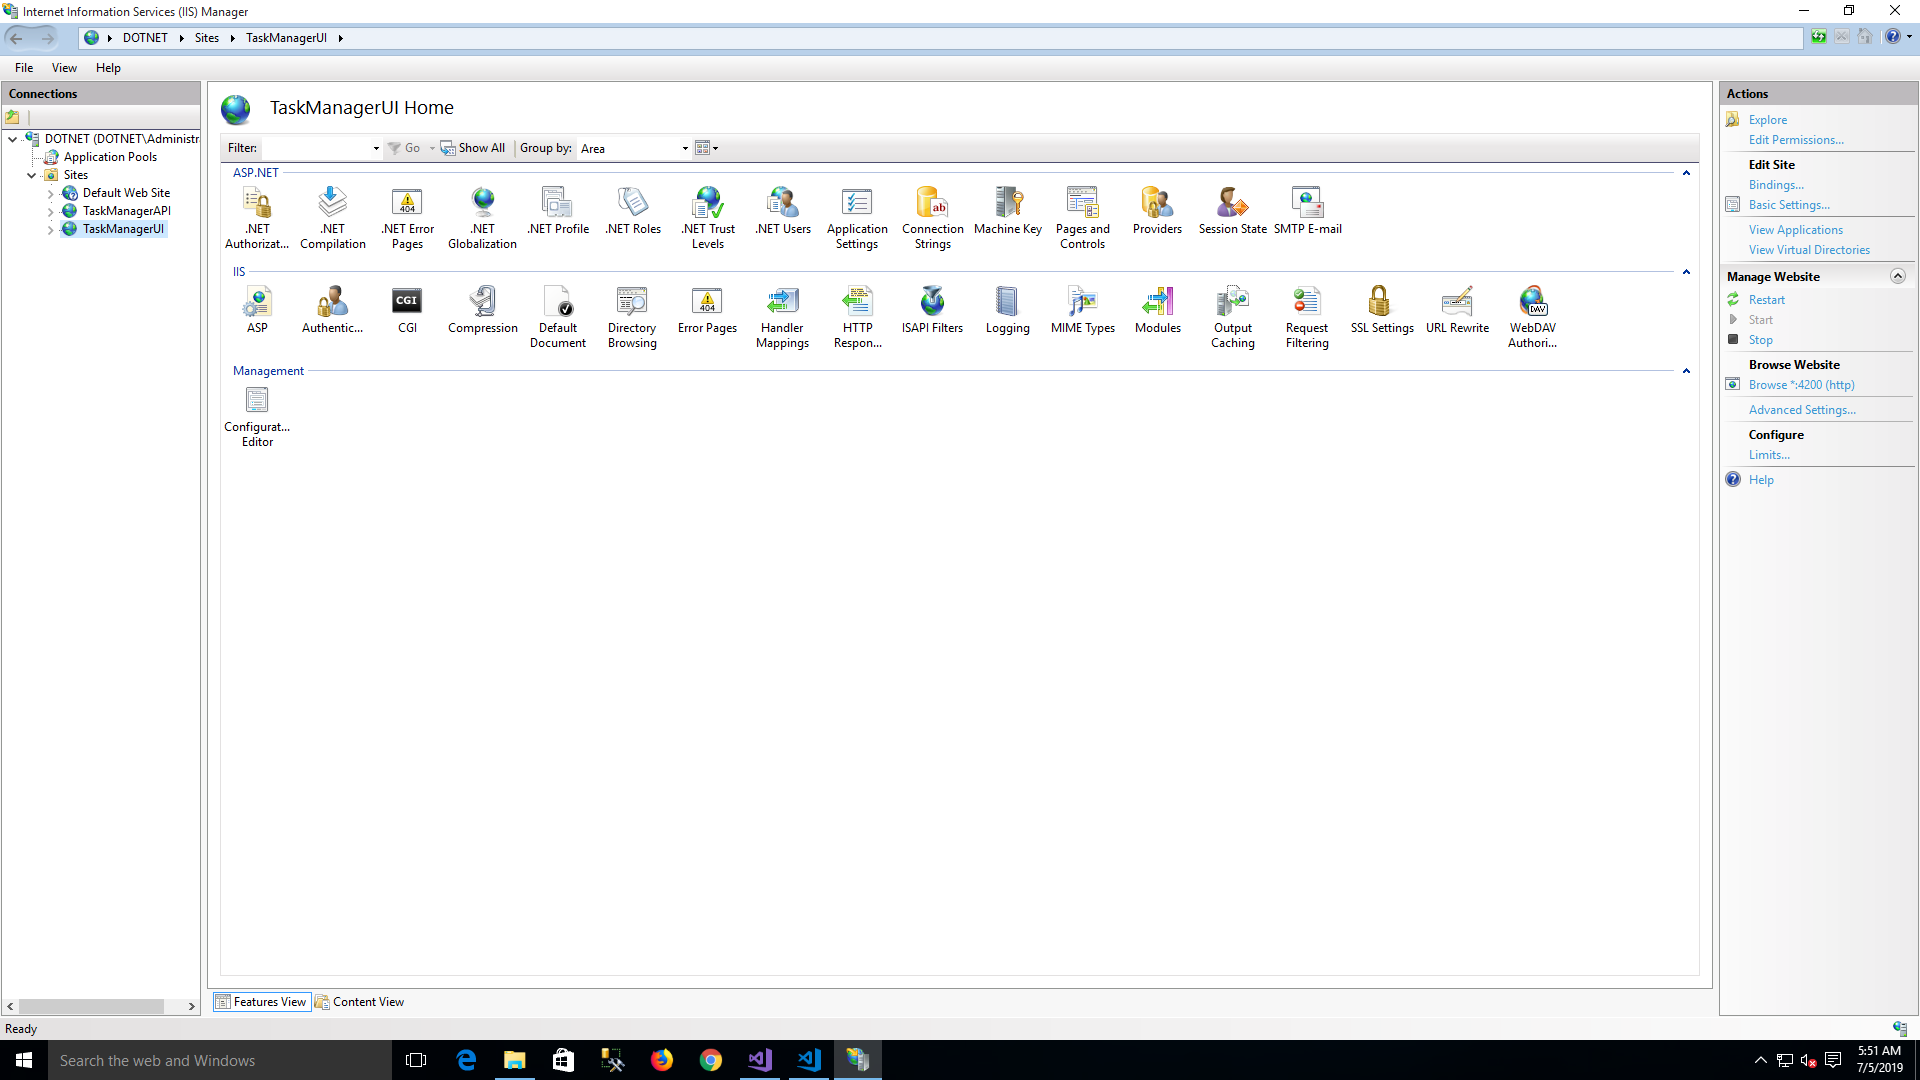 Internet Information Services (IIS) Manager
DOTNET
Sites
TaskManagerUI
File
View
Help
Connections
DOTNET (DOTNET\Administr
Application Pools
Sites
Default Web Site
TaskManagerAPI
TaskManagerUI
TaskManagerUI Home
Filter:
Go
Show All
Group by:
Area
ASP.NET
.NET
Authorizat...
.NET
Compilation
.NET Error
Pages
.NET
Globalization
.NET Profile
.NET Roles
.NET Trust
Levels
.NET Users
Application
Settings
Connection
Strings
Machine Key
Pages and
Controls
Providers
Session State
SMTP E-mail
IIS
ASP
Authentic...
CGI
Compression
Default
Document
Directory
Browsing
Error Pages
Handler
Mappings
HTTP
Respon...
ISAPI Filters
Logging
MIME Types
Modules
Output
Caching
Request
Filtering
SSL Settings
URL Rewrite
WebDAV
Authori...
Management
Configurat...
Editor
Features View
Content View
Actions
Explore
Edit Permissions...
Edit Site
Bindings...
Basic Settings...
View Applications
View Virtual Directories
Manage Website
Restart
Start
Stop
Browse Website
Browse *:4200 (http)
Advanced Settings...
Configure
Limits...
Help
Ready
Search the web and Windows
5:51 AM
7/5/2019
404
ab
CGI
404
DAV